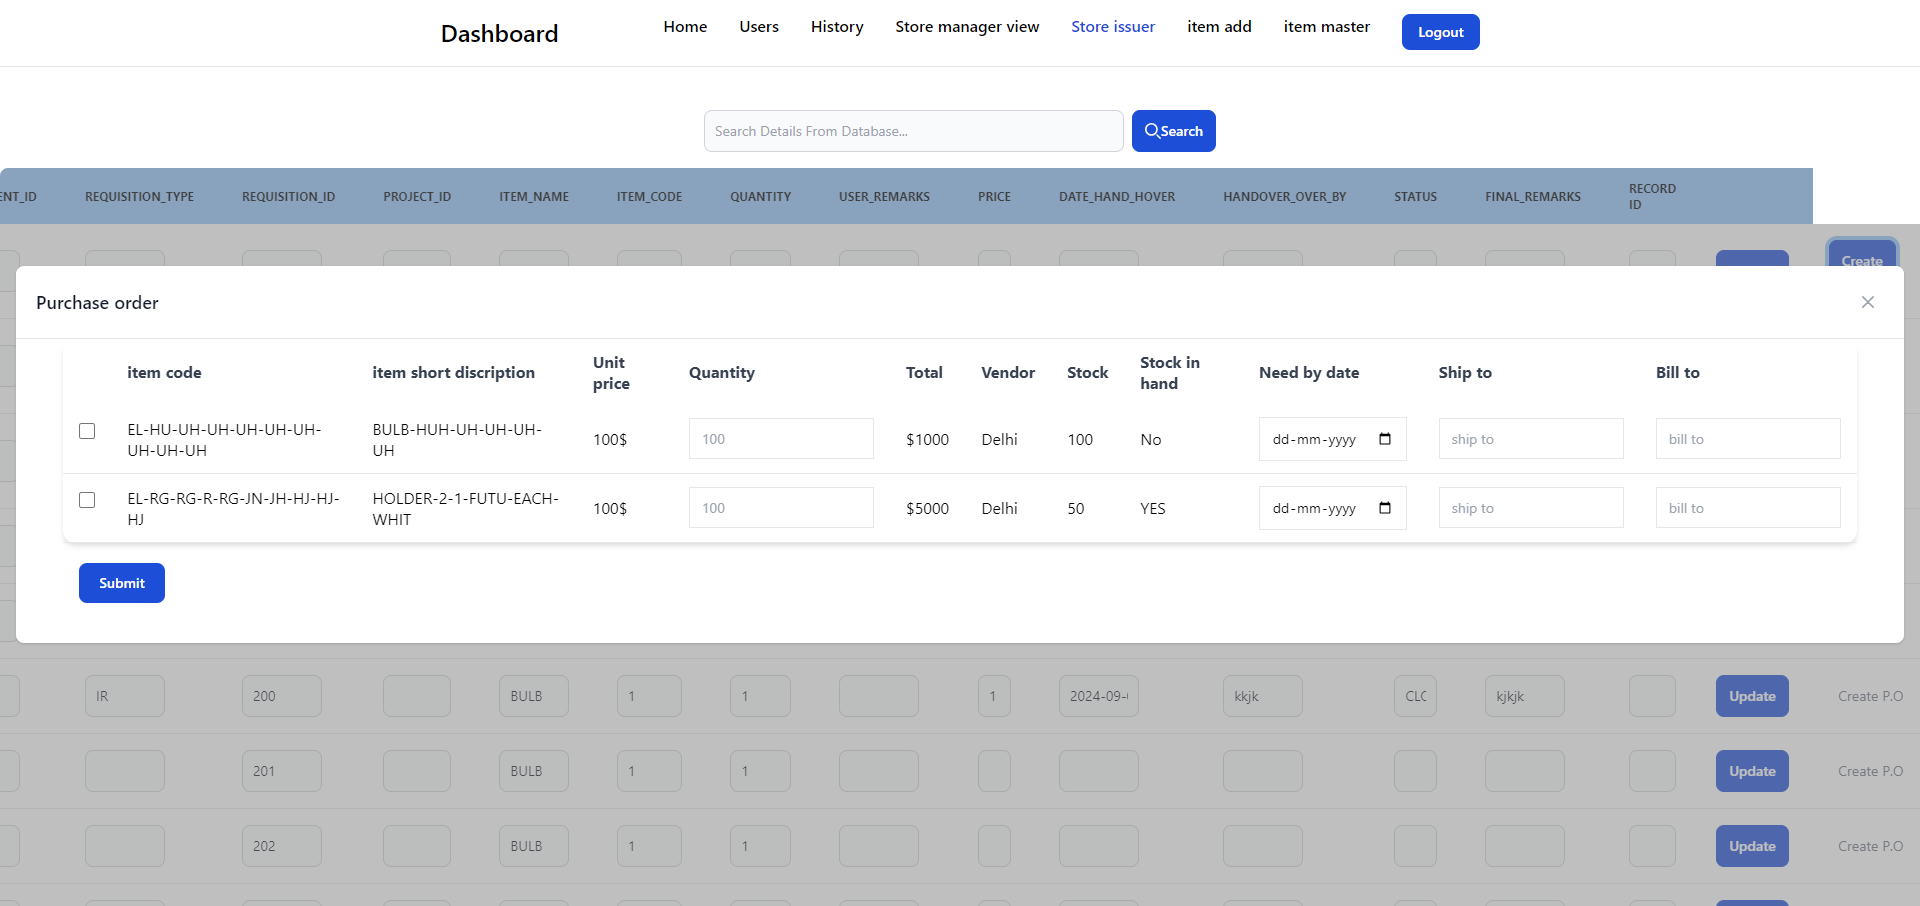 Dashboard
Home Users History Store manager view Store issuer item add item master Logout
Search Details From Database... Search
ENT_ID REQUISITION_TYPE REQUISITION_ID PROJECT_ID ITEM_NAME ITEM_CODE QUANTITY USER_REMARKS PRICE DATE_HAND_HOVER HANDOVER_OVER_BY STATUS FINAL_REMARKS RECORD
ID
Create
Purchase order
item code item short discription Unit price Quantity Total Vendor Stock Stock in hand Need by date Ship to Bill to
EL-HU-UH-UH-UH-UH-UH-
UH-UH-UH
BULB-HUH-UH-UH-UH-
UH
100$ 100 $1000 Delhi 100 No dd-mm-yyyy ship to bill to
EL-RG-RG-R-RG-JN-JH-HJ-HJ-
HJ
HOLDER-2-1-FUTU-EACH-
WHIT
100$ 100 $5000 Delhi 50 YES dd-mm-yyyy ship to bill to
Submit
IR 200 BULB 1 1 1 2024-09- kkjk CLC kjkjk Update Create P.O
201 BULB 1 1 Update Create P.O
202 BULB 1 1 Update Create P.O